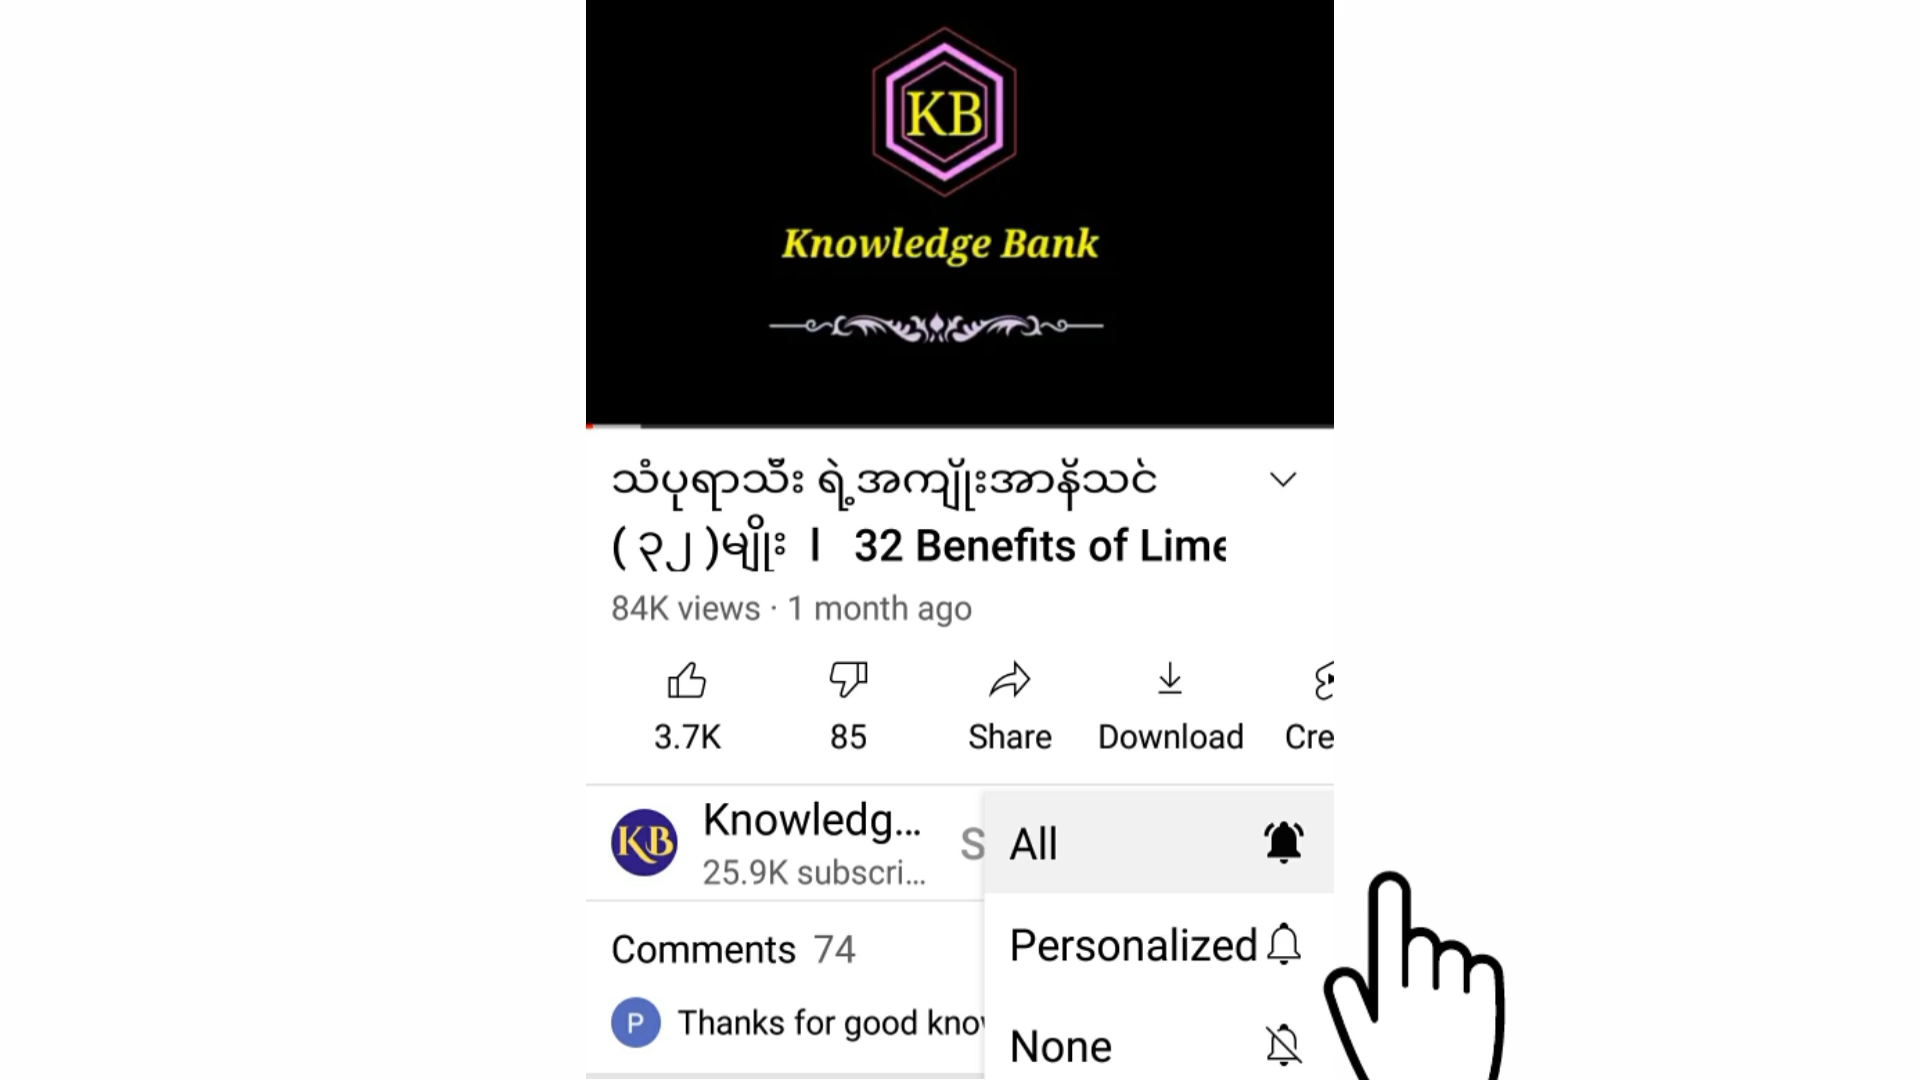 KB
Knowledge Bank
သံပုရာသီး ရဲ့အကျိုးအာနိသင်
(၃၂)မျိုး l 32 Benefits of Lime
84K views · 1 month ago
3.7K 85 Share Download Cre
KB Knowledg... S All
25.9K subscri...
Comments 74 Personalized
P Thanks for good kno
None